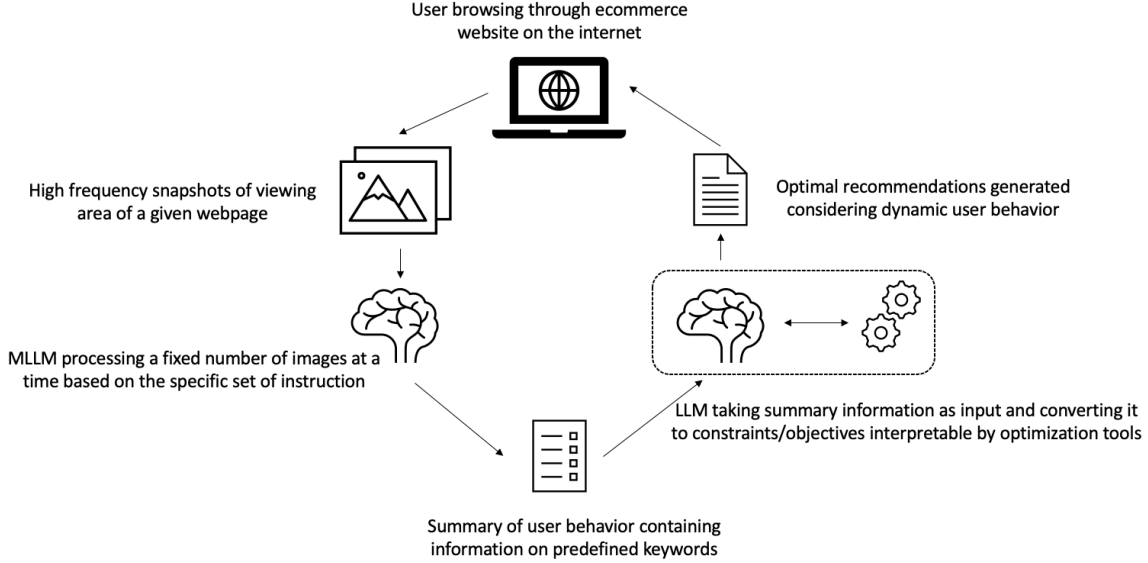 User browsing through ecommerce
website on the internet
High frequency snapshots of viewing
area of a given webpage
Optimal recommendations generated
considering dynamic user behavior
MLLM processing a fixed number of images at a
time based on the specific set of instruction
LLM taking summary information as input and converting it
to constraints/objectives interpretable by optimization tools
Summary of user behavior containing
information on predefined keywords